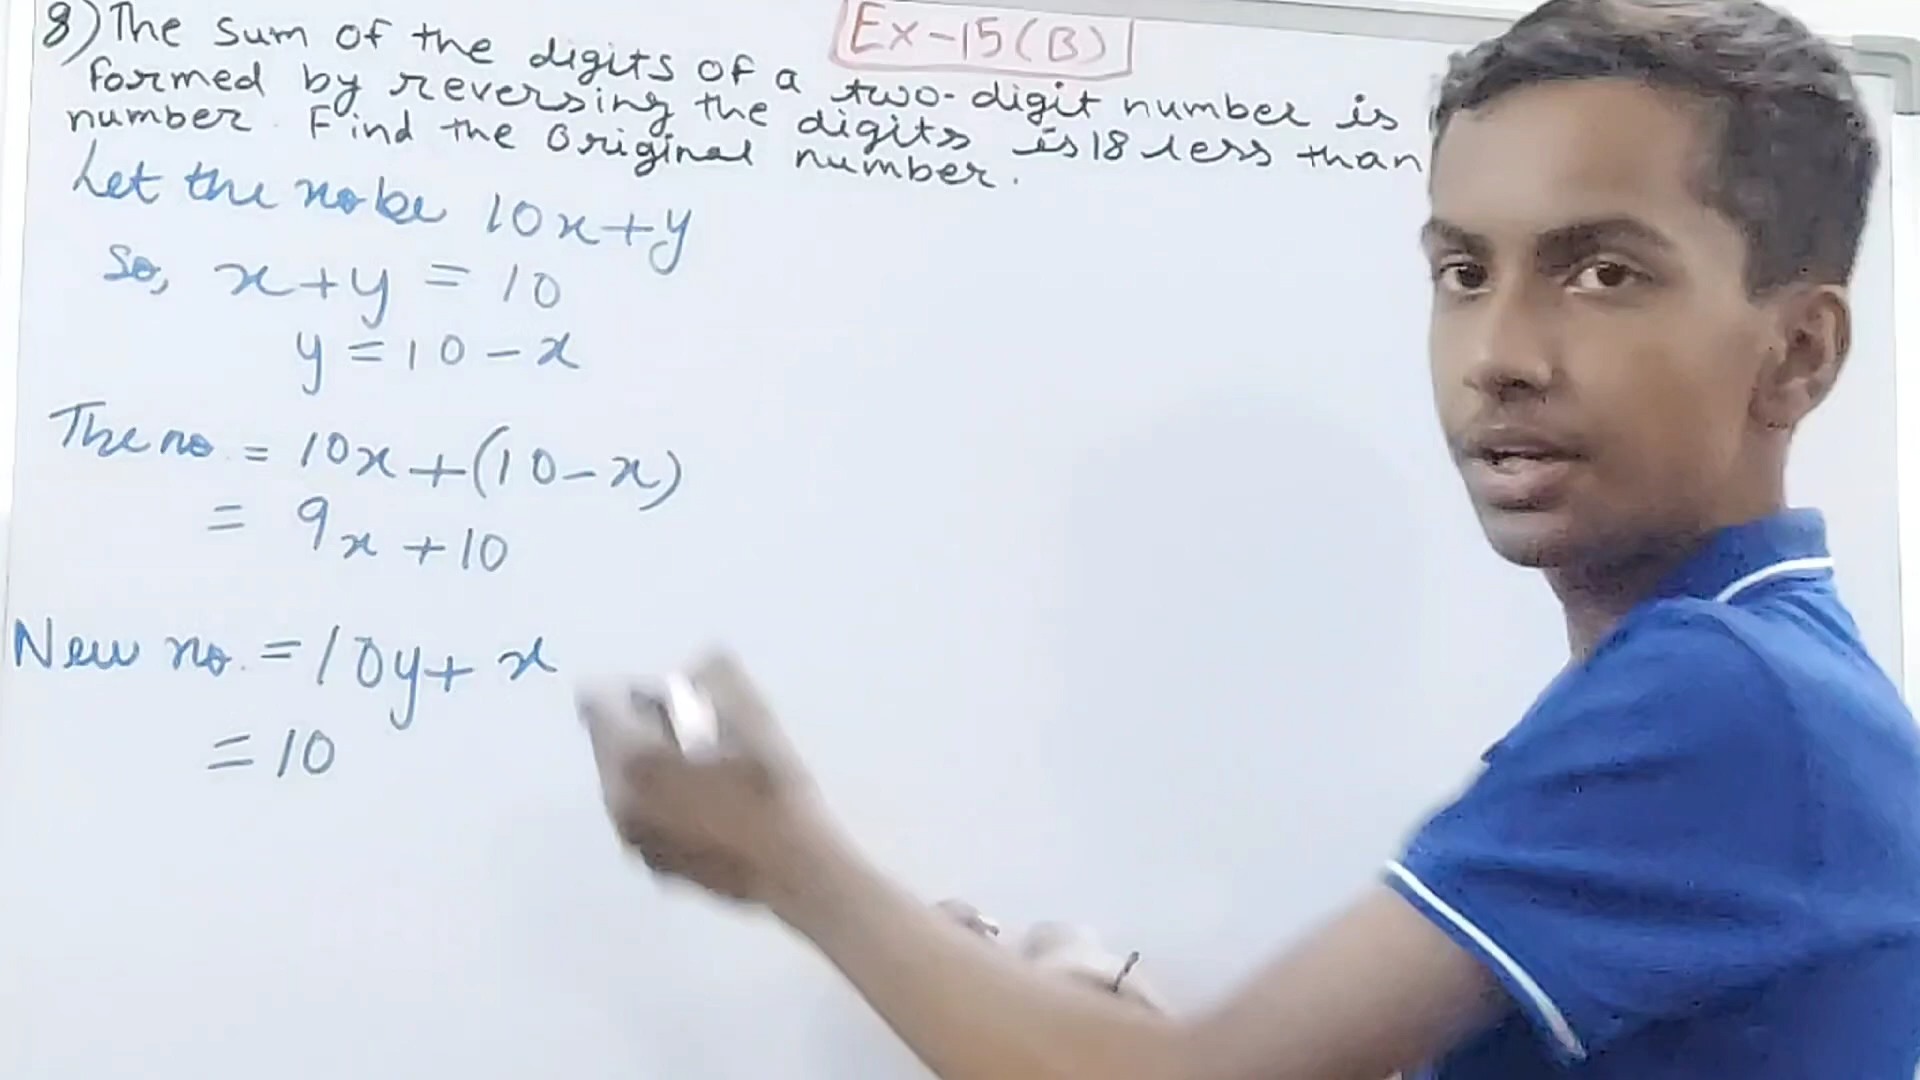 Ex-15(B)
8) The sum of the digits of a two-digit number is
formed by reversing the digits is 18 less than
number. Find the original number.
Let the no be 10x+y
So, x+y = 10
y = 10-x
The no = 10x+(10-x)
= 9x+10
New no. = 10y+x
= 10